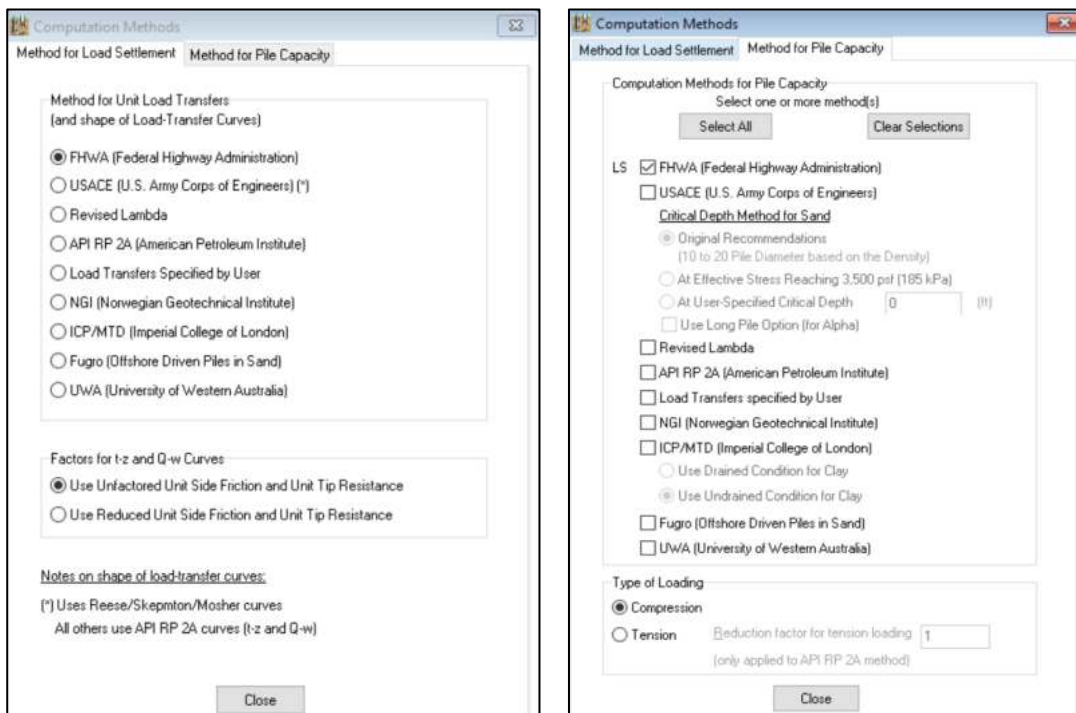 Computation Methods
Method for Load Settlement Method for Pile Capacity
Method for Unit Load Transfers
(and shape of Load-Transfer Curves)
FHWA (Federal Highway Administration)
USACE (U.S. Army Corps of Engineers) (*)
Revised Lambda
API RP 2A (American Petroleum Institute)
Load Transfers Specified by User
NGI (Norwegian Geotechnical Institute)
ICP/MTD (Imperial College of London)
Fugro (Offshore Driven Piles in Sand)
UWA (University of Western Australia)
Factors for t-z and Q-w Curves
Use Unfactored Unit Side Friction and Unit Tip Resistance
Use Reduced Unit Side Friction and Unit Tip Resistance
Notes on shape of load-transfer curves:
(*) Uses Reese/Skepmton/Mosher curves
All others use API RP 2A curves (t-z and Q-w)
Close
Computation Methods
Method for Load Settlement Method for Pile Capacity
Computation Methods for Pile Capacity
Select one or more method(s)
Select All Clear Selections
LS FHWA (Federal Highway Administration)
USACE (U.S. Army Corps of Engineers)
Critical Depth Method for Sand
Original Recommendations
(10 to 20 Pile Diameter based on the Density)
At Effective Stress Reaching 3,500 psf (185 kPa)
At User-Specified Critical Depth 0 (ft)
Use Long Pile Option (for Alpha)
Revised Lambda
API RP 2A (American Petroleum Institute)
Load Transfers specified by User
NGI (Norwegian Geotechnical Institute)
ICP/MTD (Imperial College of London)
Use Drained Condition for Clay
Use Undrained Condition for Clay
Fugro (Offshore Driven Piles in Sand)
UWA (University of Western Australia)
Type of Loading
Compression
Tension Reduction factor for tension loading 1
(only applied to API RP 2A method)
Close